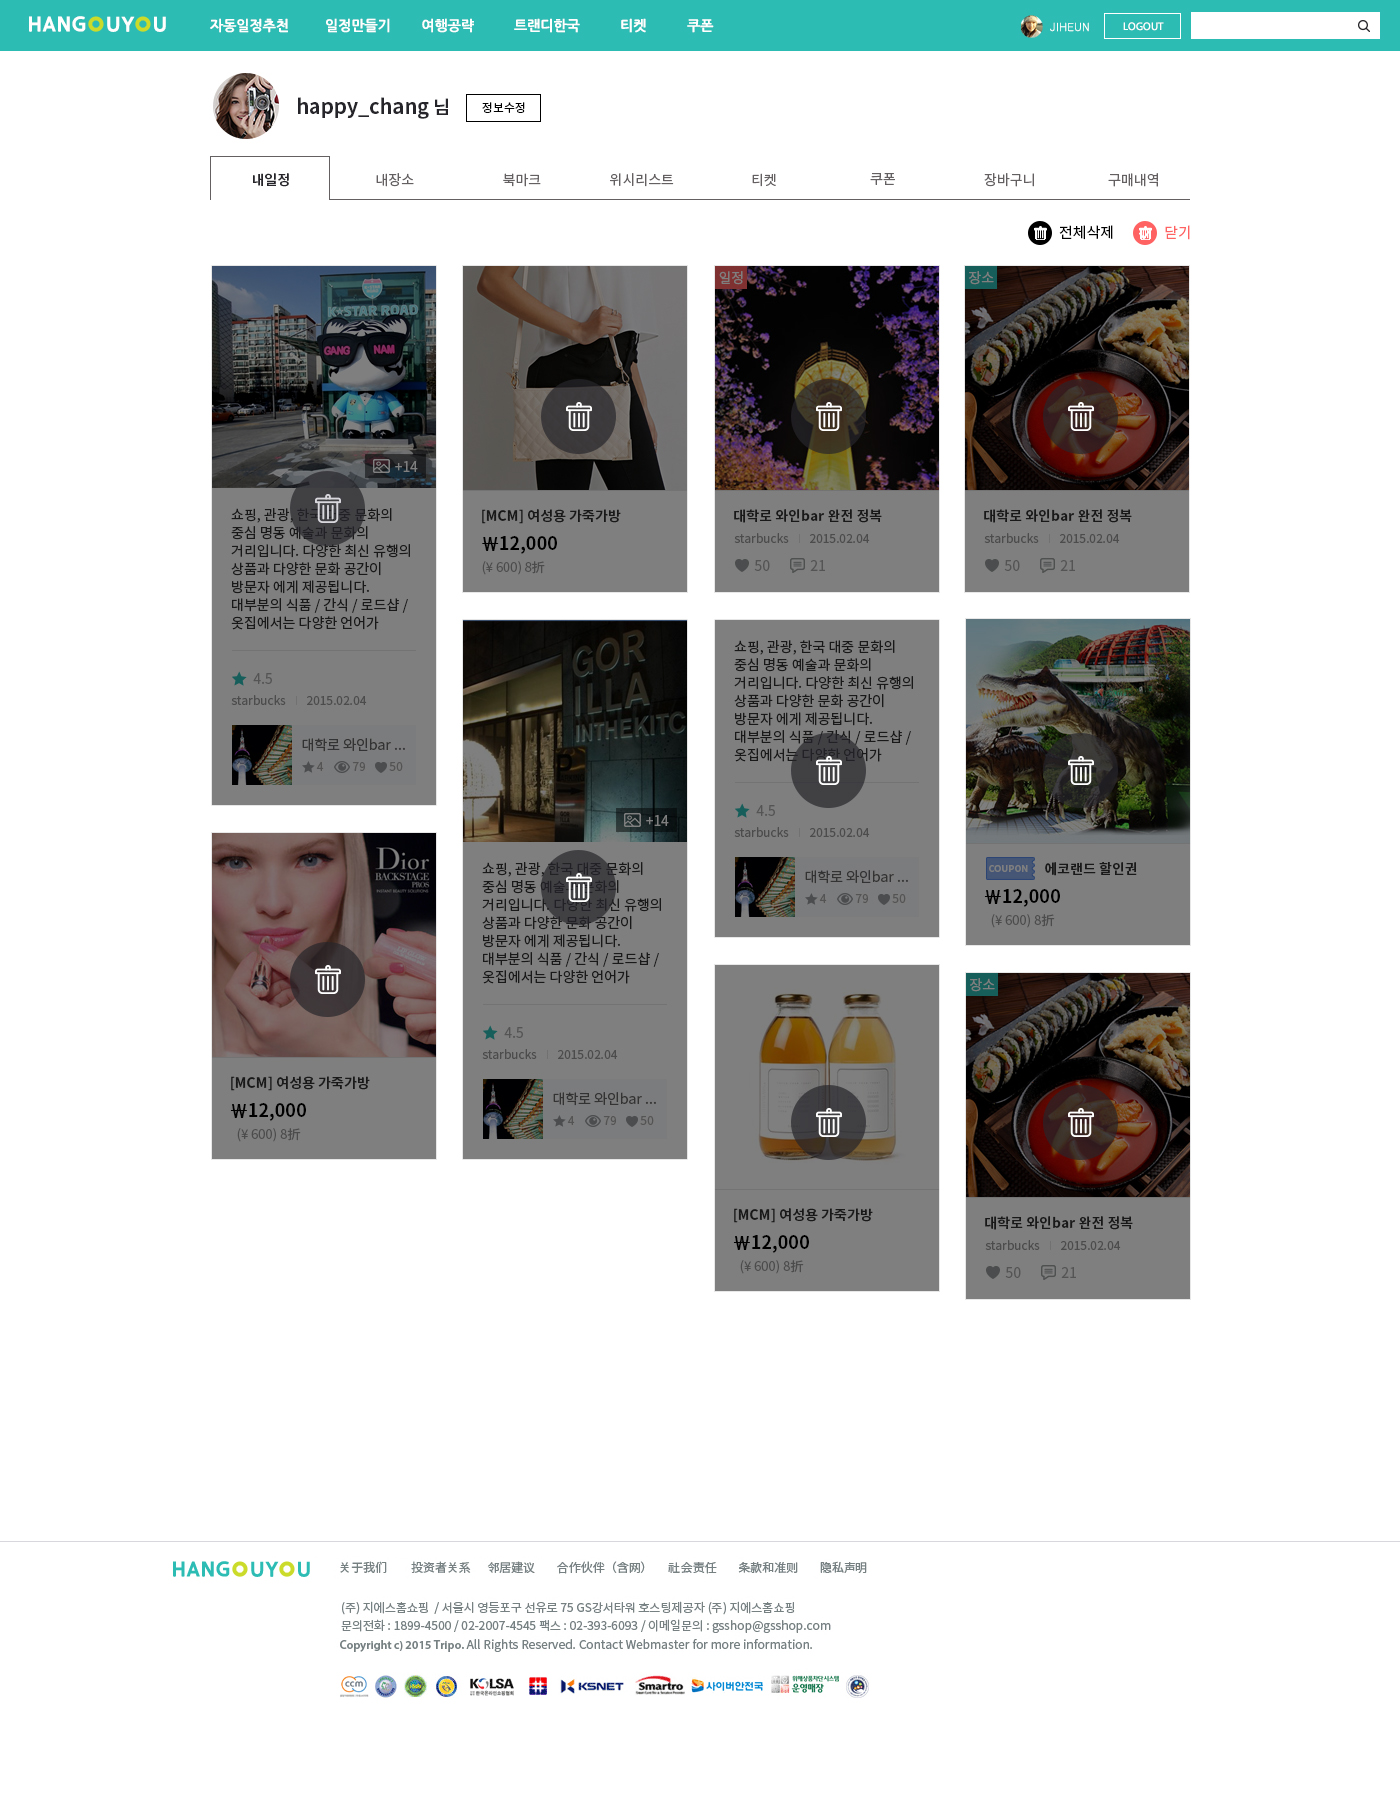 HANGOUYOU
자동일정추천
일정만들기
여행공략
트랜디한국
티켓
쿠폰
JIHEUN
LOGOUT
happy_chang 님
정보수정
내일정
내장소
북마크
위시리스트
티켓
쿠폰
장바구니
구매내역
전체삭제
닫기
K★STAR ROAD
GANG NAM
+14
쇼핑, 관광, 한국 대중 문화의
중심 명동 예술과 문화의
거리입니다. 다양한 최신 유행의
상품과 다양한 문화 공간이
방문자 에게 제공됩니다.
대부분의 식품 / 간식 / 로드샵 /
옷집에서는 다양한 언어가
4.5
starbucks | 2015.02.04
대학로 와인bar ...
4 79 50
Dior
BACKSTAGE
PROS
INSTANT BEAUTY SOLUTIONS
[MCM] 여성용 가죽가방
₩12,000
(¥ 600) 8折
[MCM] 여성용 가죽가방
₩12,000
(¥ 600) 8折
GOR
ILLA
INTHEKITC
+14
쇼핑, 관광, 한국 대중 문화의
중심 명동 예술과 문화의
거리입니다. 다양한 최신 유행의
상품과 다양한 문화 공간이
방문자 에게 제공됩니다.
대부분의 식품 / 간식 / 로드샵 /
옷집에서는 다양한 언어가
4.5
starbucks | 2015.02.04
대학로 와인bar ...
4 79 50
일정
대학로 와인bar 완전 정복
starbucks | 2015.02.04
50 21
쇼핑, 관광, 한국 대중 문화의
중심 명동 예술과 문화의
거리입니다. 다양한 최신 유행의
상품과 다양한 문화 공간이
방문자 에게 제공됩니다.
대부분의 식품 / 간식 / 로드샵 /
옷집에서는 다양한 언어가
4.5
starbucks | 2015.02.04
대학로 와인bar ...
4 79 50
[MCM] 여성용 가죽가방
₩12,000
(¥ 600) 8折
장소
대학로 와인bar 완전 정복
starbucks | 2015.02.04
50 21
COUPON 에코랜드 할인권
₩12,000
(¥ 600) 8折
장소
대학로 와인bar 완전 정복
starbucks | 2015.02.04
50 21
HANGOUYOU
关于我们
投资者关系
邻居建议
合作伙伴（含网）
社会责任
条款和准则
隐私声明
(주) 지에스홈쇼핑 / 서울시 영등포구 선유로 75 GS강서타워 호스팅제공자 (주) 지에스홈쇼핑
문의전화 : 1899-4500 / 02-2007-4545 팩스 : 02-393-6093 / 이메일문의 : gsshop@gsshop.com
Copyright c) 2015 Tripo. All Rights Reserved. Contact Webmaster for more information.
ccm
KOLSA
KSNET
Smartro
사이버안전국
위해상품차단시스템
운영매장